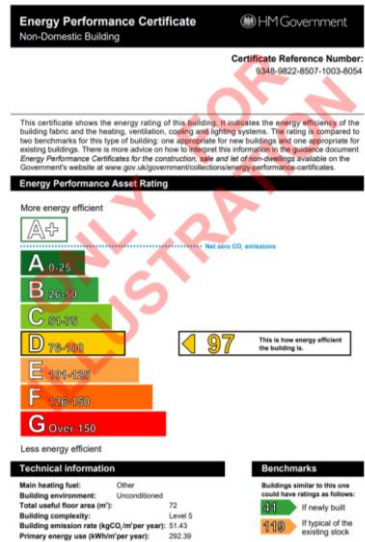 Energy Performance Certificate
HM Government
Non-Domestic Building
Certificate Reference Number:
9348-9822-8507-1003-8054
This certificate shows the energy rating of this building. It indicates the energy efficiency of the
building fabric and the heating, ventilation, cooling and lighting systems. The rating is compared to
two benchmarks for this type of building: one appropriate for new buildings and one appropriate for
existing buildings. There is more advice on how to interpret this information in the guidance document
Energy Performance Certificates for the construction, sale and let of non-dwellings available on the
Government's website at www.gov.uk/government/collections/energy-performance-certificates.
ONLY FOR
ILLUSTRATION
Energy Performance Asset Rating
More energy efficient
A+
Net zero CO₂ emissions
A 0-25
B 26-50
C 51-75
D 76-100
97
This is how energy efficient
the building is.
E 101-125
F 126-150
G Over 150
Less energy efficient
Technical information
Main heating fuel: Other
Building environment: Unconditioned
Total useful floor area (m²): 72
Building complexity: Level 5
Building emission rate (kgCO₂/m²per year): 51.43
Primary energy use (kWh/m²per year): 292.39
Benchmarks
Buildings similar to this one
could have ratings as follows:
41 If newly built
119 If typical of the
existing stock